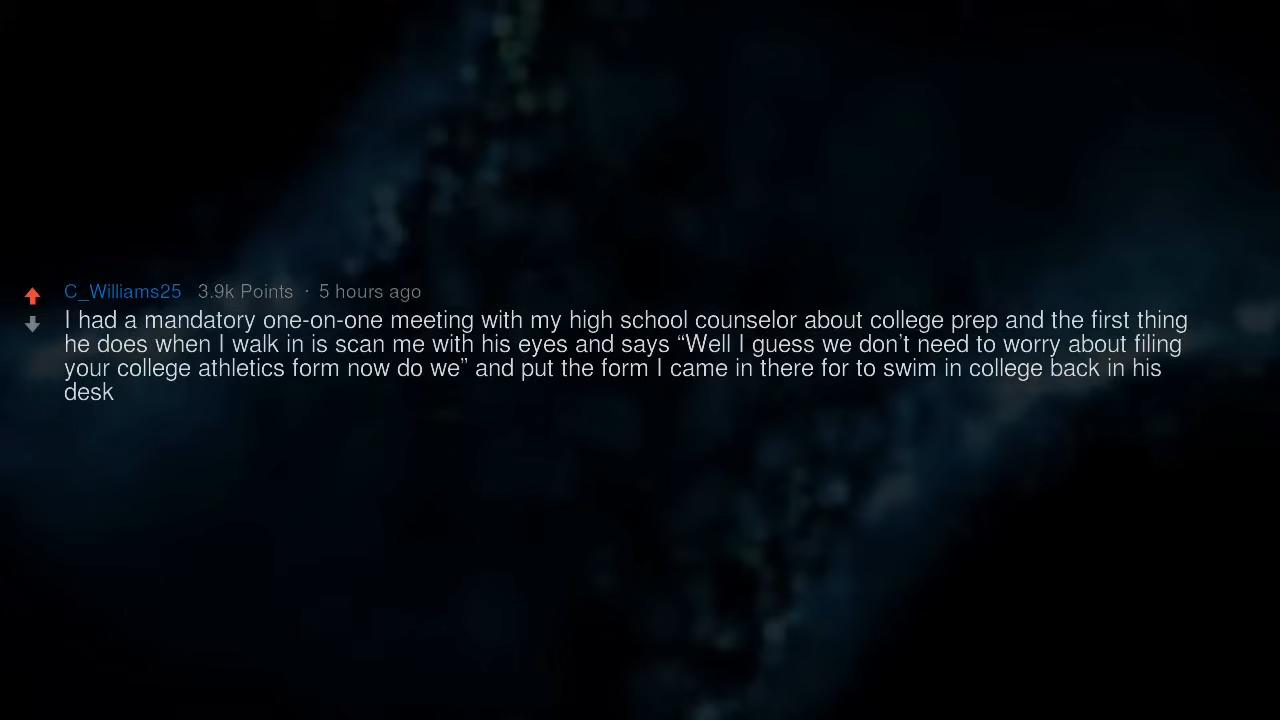 C_Williams25 3.9k Points · 5 hours ago
I had a mandatory one-on-one meeting with my high school counselor about college prep and the first thing
he does when I walk in is scan me with his eyes and says “Well I guess we don’t need to worry about filing
your college athletics form now do we” and put the form I came in there for to swim in college back in his
desk